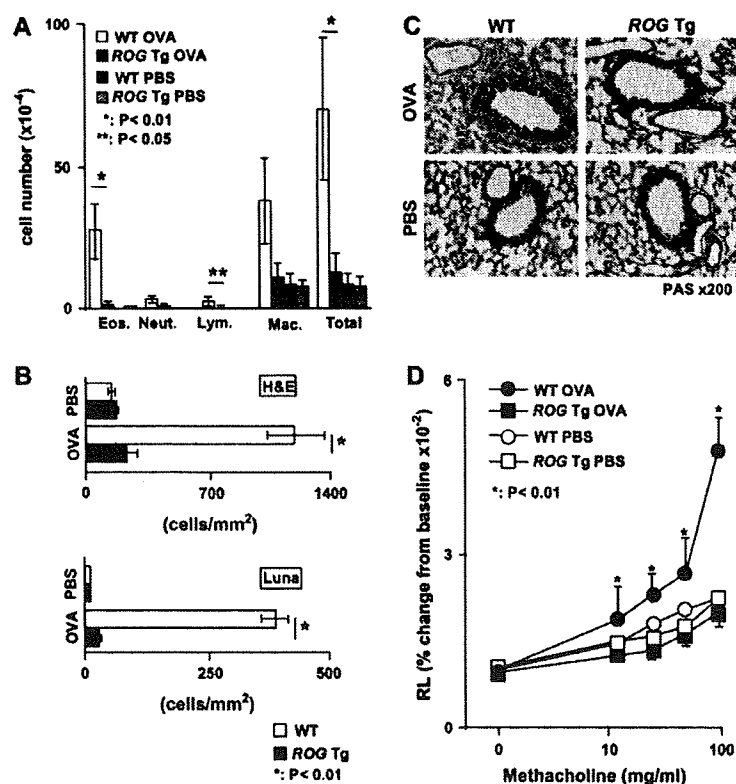 A
100
50
0
cell number (x10⁻⁴)
WT OVA
ROG Tg OVA
WT PBS
ROG Tg PBS
*: P< 0.01
**: P< 0.05
*
**
*
Eos. Neut. Lym. Mac. Total
C
WT ROG Tg
OVA
PBS
PAS x200
B
H&E
PBS
OVA
*
0 700 1400
(cells/mm²)
Luna
PBS
OVA
*
0 250 500
(cells/mm²)
WT
ROG Tg
*: P< 0.01
D
6
3
0
RL (% change from baseline x10⁻²)
WT OVA
ROG Tg OVA
WT PBS
ROG Tg PBS
*: P< 0.01
*
*
*
*
0 10 100
Methacholine (mg/ml)